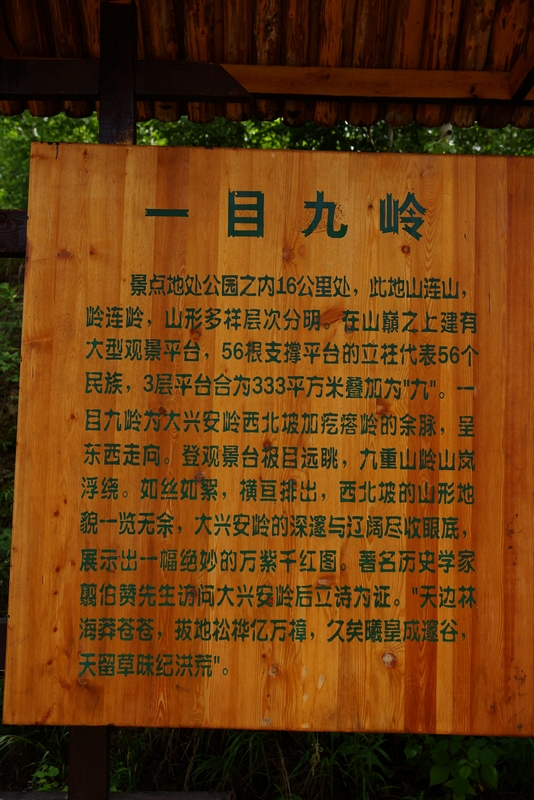 一目九岭
景点地处公园之内16公里处，此地山连山，
岭连岭，山形多样层次分明。在山巅之上建有
大型观景平台，56根支撑平台的立柱代表56个
民族，3层平台合为333平方米叠加为"九"。一
目九岭为大兴安岭西北坡加疙瘩岭的余脉，呈
东西走向。登观景台极目远眺，九重山岭山岚
浮绕。如丝如絮，横亘排出，西北坡的山形地
貌一览无余，大兴安岭的深邃与辽阔尽收眼底，
展示出一幅绝妙的万紫千红图。著名历史学家
翦伯赞先生访问大兴安岭后立诗为证。"天边林
海莽苍苍，拔地松桦亿万樟，久矣曦皇成邃谷，
天留草昧纪洪荒"。